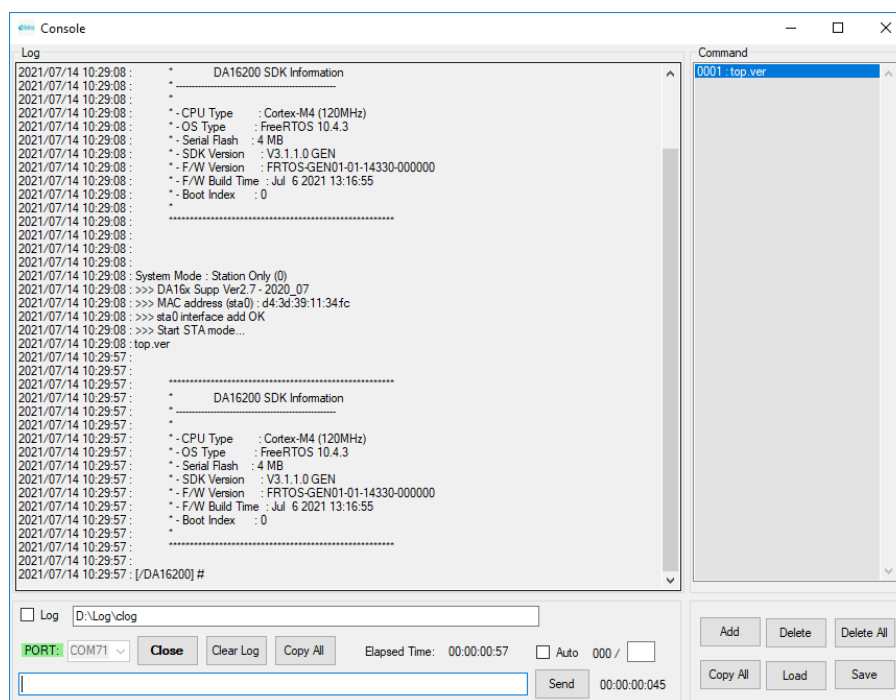 Console
Log
2021/07/14 10:29:08 : * DA16200 SDK Information
2021/07/14 10:29:08 : * ---------------------------------------------------
2021/07/14 10:29:08 : *
2021/07/14 10:29:08 : * - CPU Type : Cortex-M4 (120MHz)
2021/07/14 10:29:08 : * - OS Type : FreeRTOS 10.4.3
2021/07/14 10:29:08 : * - Serial Flash : 4 MB
2021/07/14 10:29:08 : * - SDK Version : V3.1.1.0 GEN
2021/07/14 10:29:08 : * - F/W Version : FRTOS-GEN01-01-14330-000000
2021/07/14 10:29:08 : * - F/W Build Time : Jul 6 2021 13:16:55
2021/07/14 10:29:08 : * - Boot Index : 0
2021/07/14 10:29:08 : *
2021/07/14 10:29:08 : ******************************************************
2021/07/14 10:29:08 :
2021/07/14 10:29:08 :
2021/07/14 10:29:08 :
2021/07/14 10:29:08 : System Mode : Station Only (0)
2021/07/14 10:29:08 : >>> DA16x Supp Ver2.7 - 2020_07
2021/07/14 10:29:08 : >>> MAC address (sta0) : d4:3d:39:11:34:fc
2021/07/14 10:29:08 : >>> sta0 interface add OK
2021/07/14 10:29:08 : >>> Start STA mode...
2021/07/14 10:29:08 : top.ver
2021/07/14 10:29:57 :
2021/07/14 10:29:57 :
2021/07/14 10:29:57 : ******************************************************
2021/07/14 10:29:57 : * DA16200 SDK Information
2021/07/14 10:29:57 : * ---------------------------------------------------
2021/07/14 10:29:57 : *
2021/07/14 10:29:57 : * - CPU Type : Cortex-M4 (120MHz)
2021/07/14 10:29:57 : * - OS Type : FreeRTOS 10.4.3
2021/07/14 10:29:57 : * - Serial Flash : 4 MB
2021/07/14 10:29:57 : * - SDK Version : V3.1.1.0 GEN
2021/07/14 10:29:57 : * - F/W Version : FRTOS-GEN01-01-14330-000000
2021/07/14 10:29:57 : * - F/W Build Time : Jul 6 2021 13:16:55
2021/07/14 10:29:57 : * - Boot Index : 0
2021/07/14 10:29:57 : *
2021/07/14 10:29:57 : ******************************************************
2021/07/14 10:29:57 :
2021/07/14 10:29:57 : [/DA16200] #
Command
0001 : top.ver
Log D:\Log\clog
PORT: COM71 Close Clear Log Copy All Elapsed Time: 00:00:00:57 Auto 000 /
Send 00:00:00:045
Add Delete Delete All
Copy All Load Save